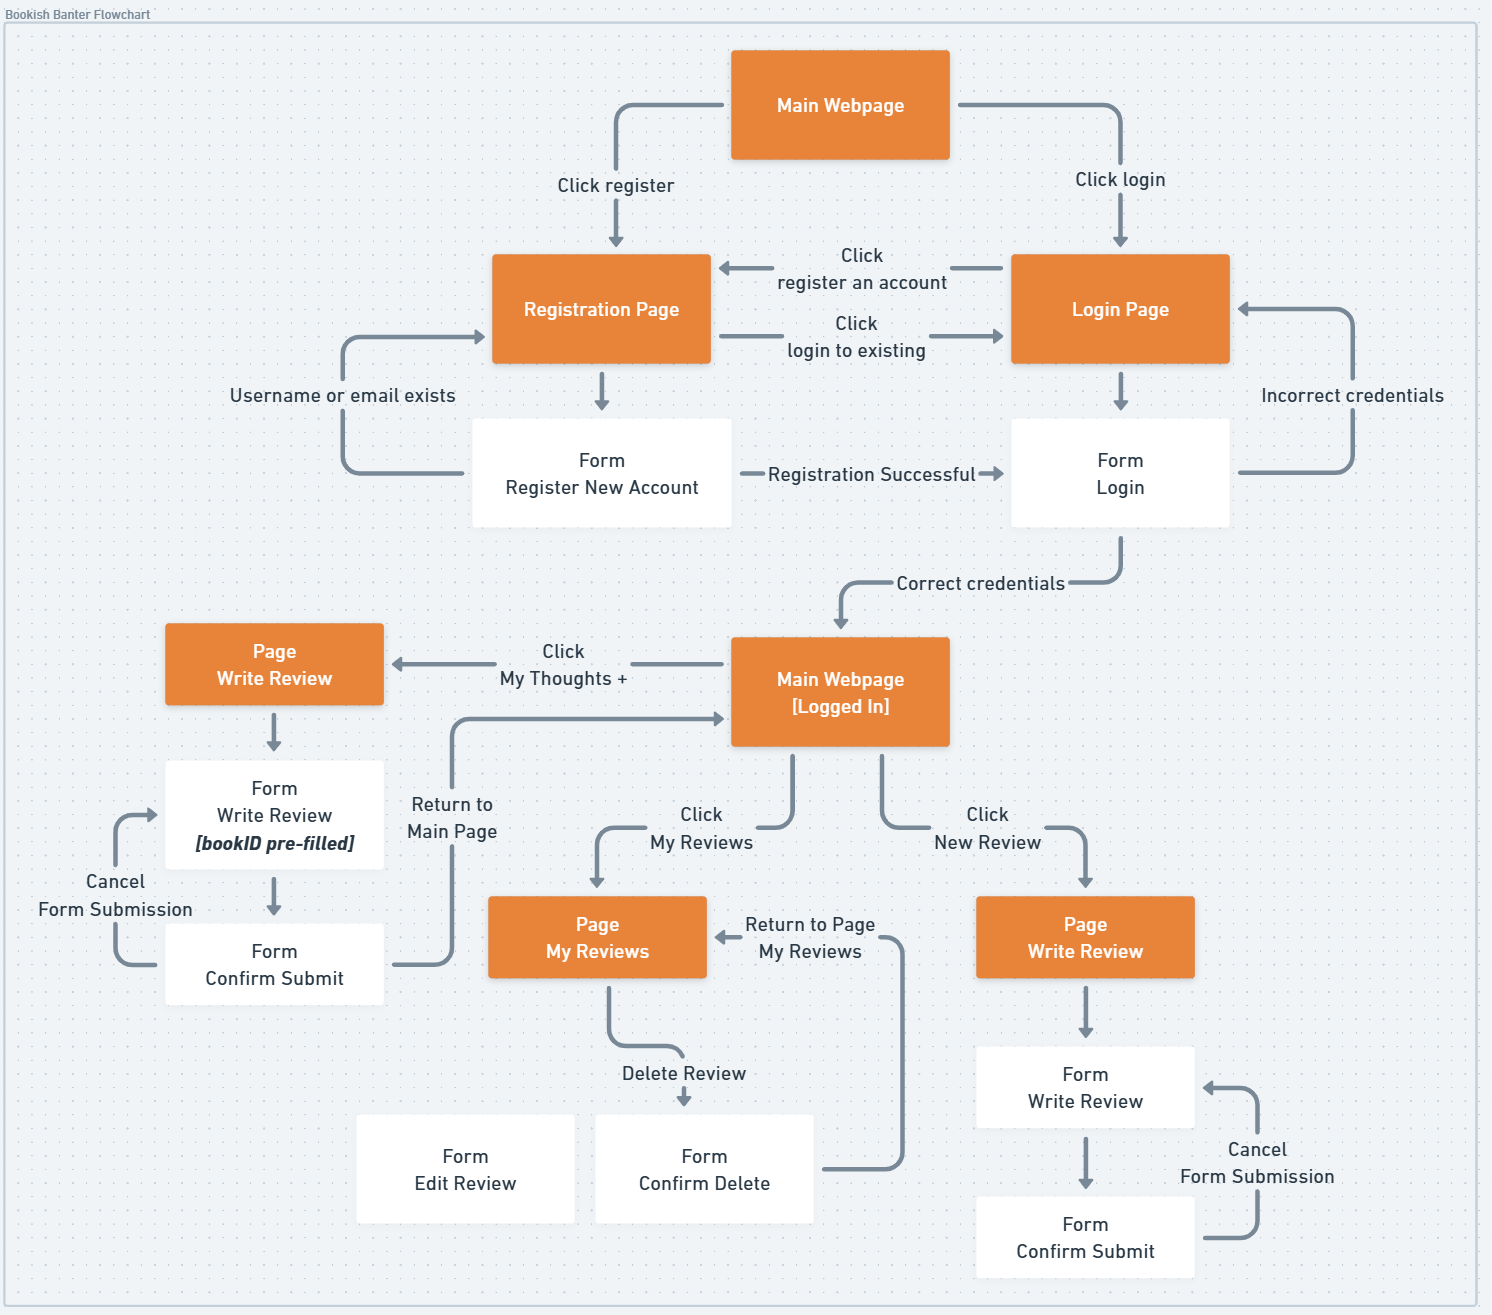 Bookish Banter Flowchart
Main Webpage
Click register
Click login
Click
register an account
Registration Page
Login Page
Click
login to existing
Username or email exists
Incorrect credentials
Form
Register New Account
Registration Successful
Form
Login
Correct credentials
Page
Write Review
Click
My Thoughts +
Main Webpage
[Logged In]
Form
Write Review
[bookID pre-filled]
Return to
Main Page
Click
My Reviews
Click
New Review
Cancel
Form Submission
Form
Confirm Submit
Page
My Reviews
Return to Page
My Reviews
Page
Write Review
Delete Review
Form
Write Review
Form
Edit Review
Form
Confirm Delete
Cancel
Form Submission
Form
Confirm Submit